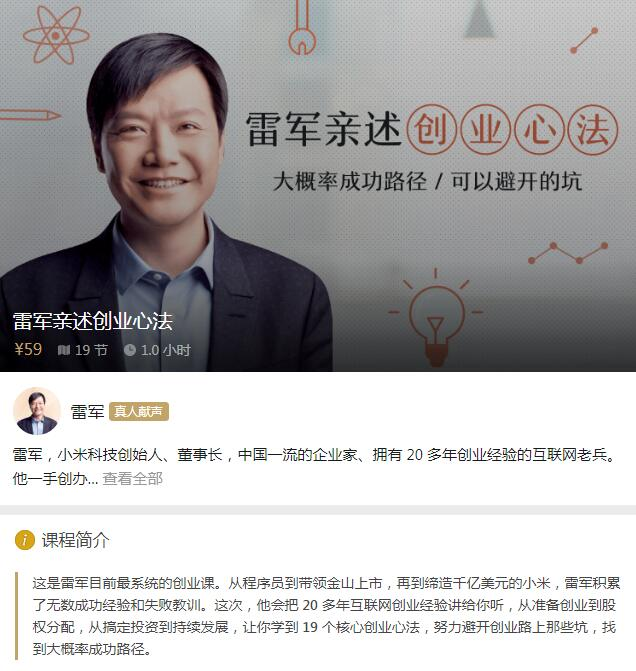 雷军亲述创业心法
大概率成功路径 / 可以避开的坑
雷军亲述创业心法
¥59 19 节 1.0 小时
雷军 真人献声
雷军，小米科技创始人、董事长，中国一流的企业家、拥有 20 多年创业经验的互联网老兵。
他一手创办... 查看全部
i 课程简介
这是雷军目前最系统的创业课。从程序员到带领金山上市，再到缔造千亿美元的小米，雷军积累
了无数成功经验和失败教训。这次，他会把 20 多年互联网创业经验讲给你听，从准备创业到股
权分配，从搞定投资到持续发展，让你学到 19 个核心创业心法，努力避开创业路上那些坑，找
到大概率成功路径。